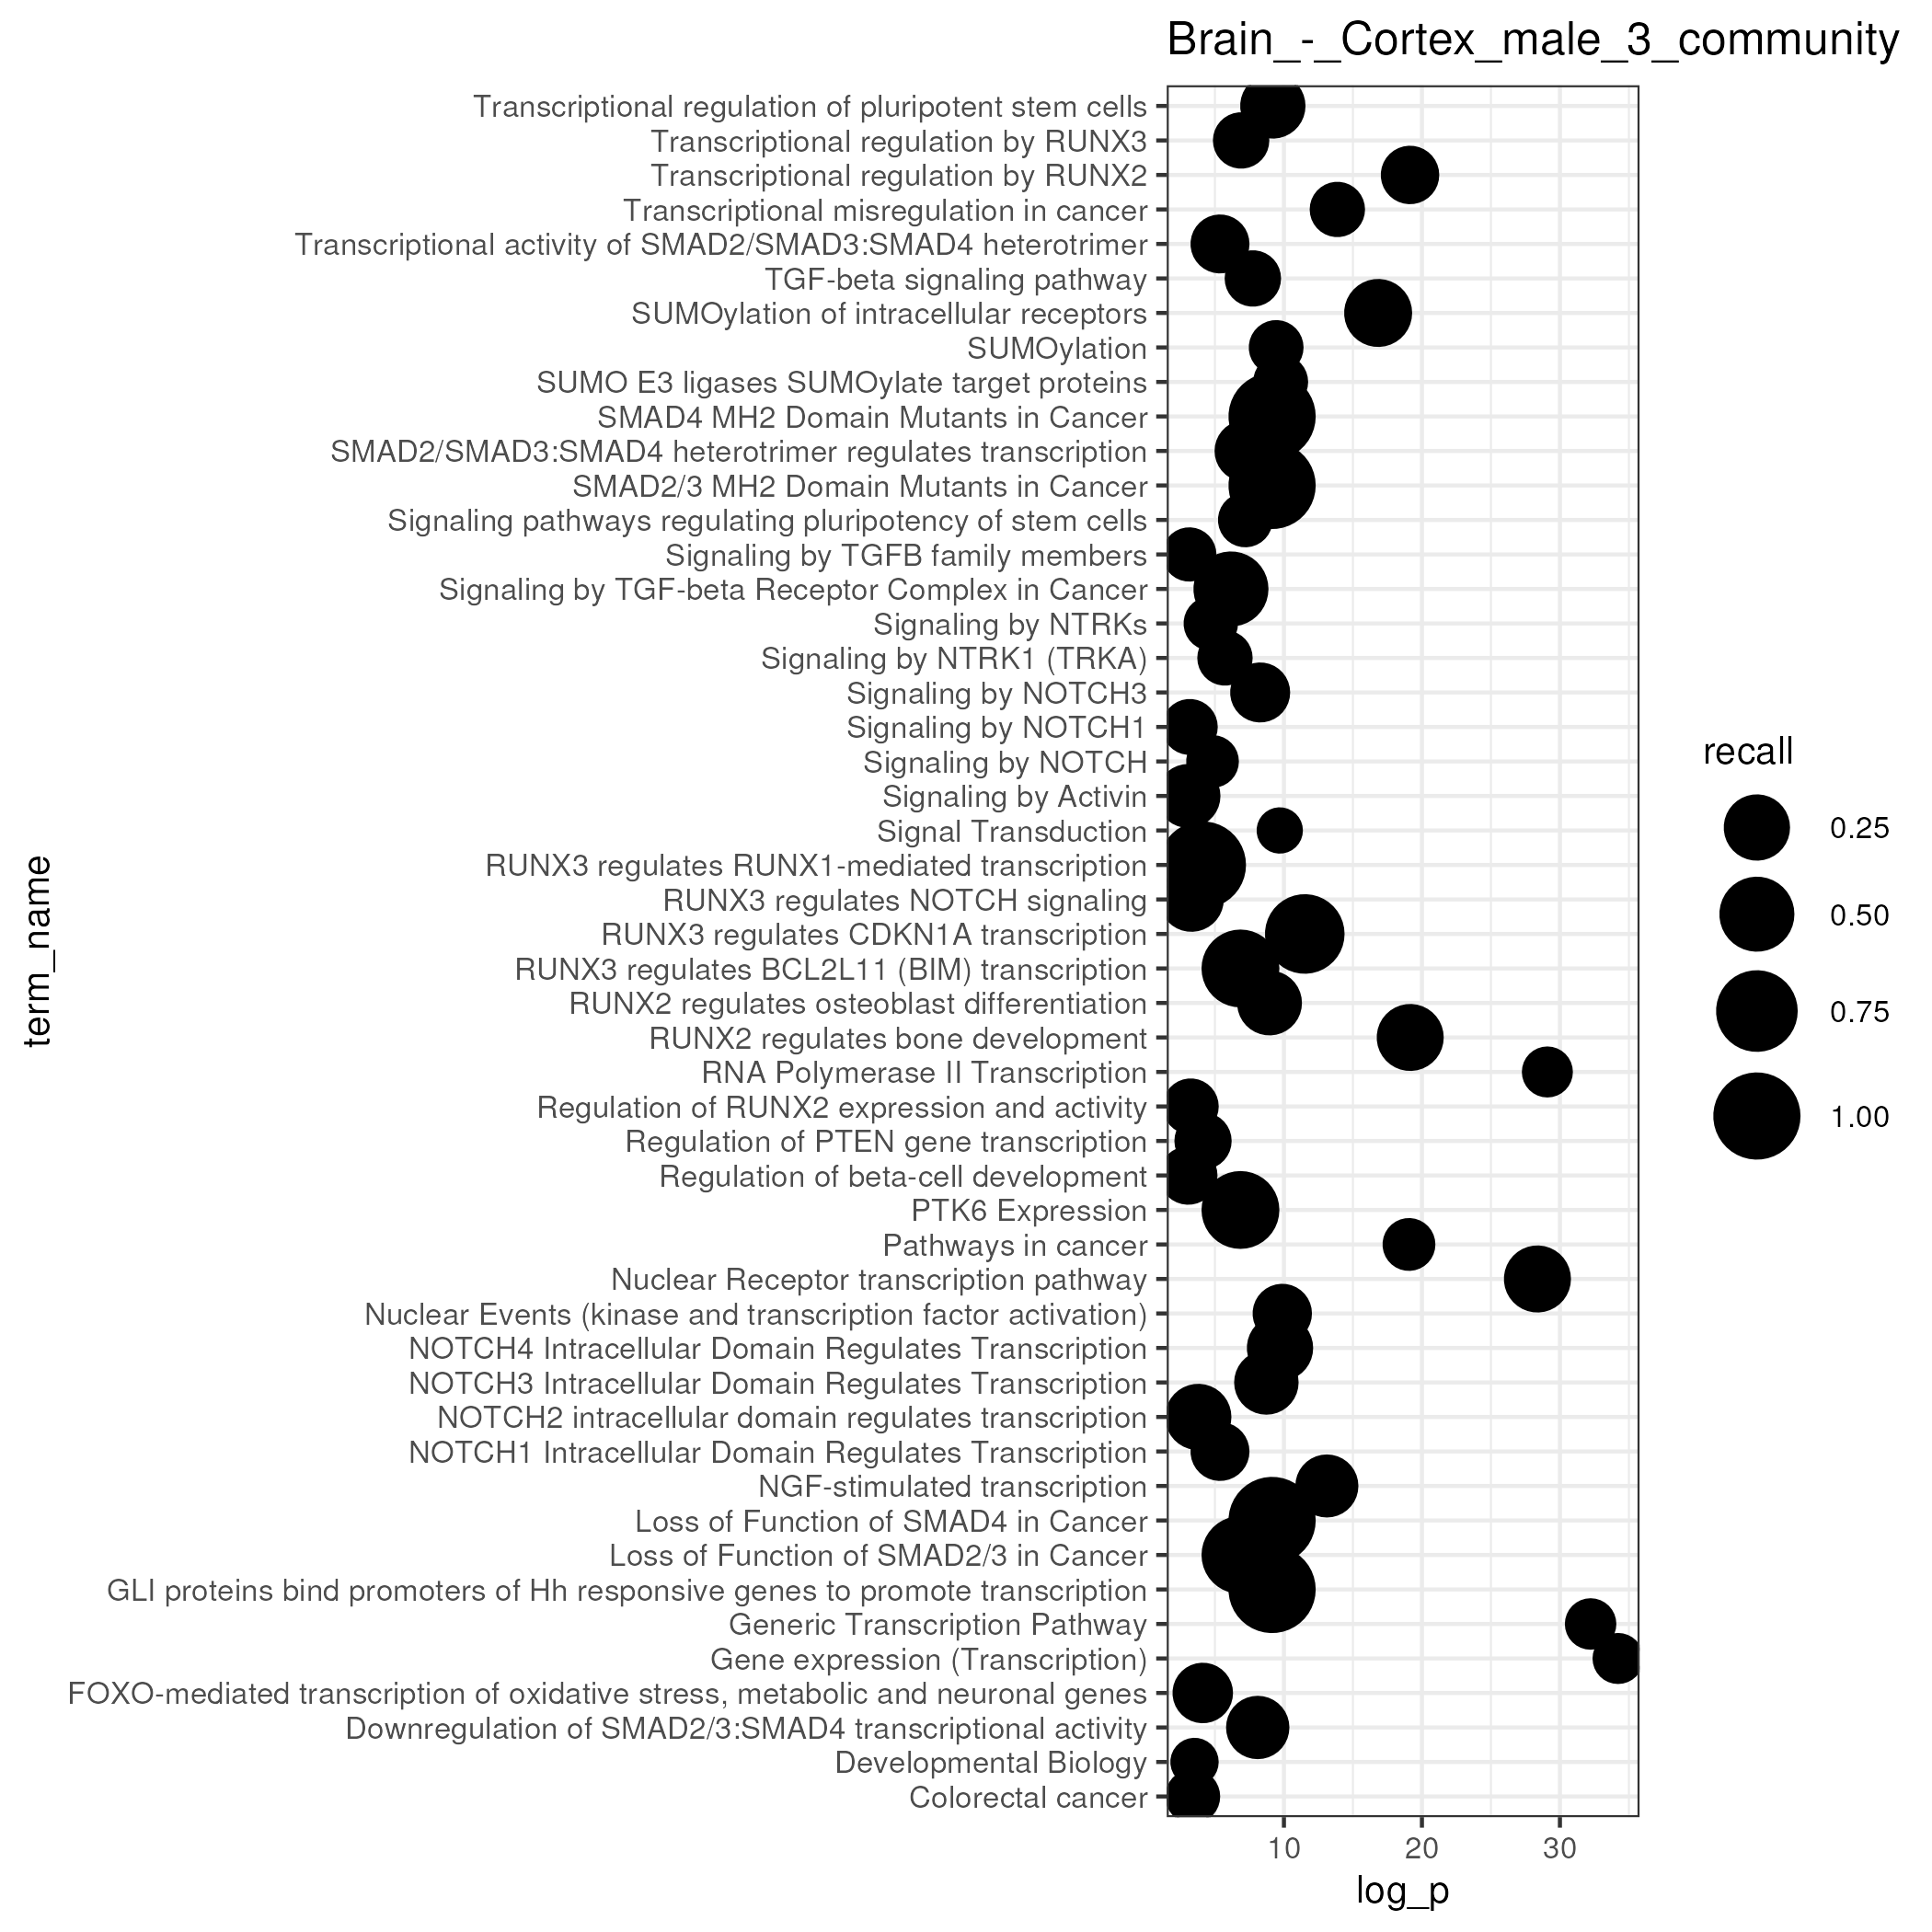 Brain_-_Cortex_male_3_community
Transcriptional regulation of pluripotent stem cells
Transcriptional regulation by RUNX3
Transcriptional regulation by RUNX2
Transcriptional misregulation in cancer
Transcriptional activity of SMAD2/SMAD3:SMAD4 heterotrimer
TGF-beta signaling pathway
SUMOylation of intracellular receptors
SUMOylation
SUMO E3 ligases SUMOylate target proteins
SMAD4 MH2 Domain Mutants in Cancer
SMAD2/SMAD3:SMAD4 heterotrimer regulates transcription
SMAD2/3 MH2 Domain Mutants in Cancer
Signaling pathways regulating pluripotency of stem cells
Signaling by TGFB family members
Signaling by TGF-beta Receptor Complex in Cancer
Signaling by NTRKs
Signaling by NTRK1 (TRKA)
Signaling by NOTCH3
Signaling by NOTCH1
Signaling by NOTCH
Signaling by Activin
Signal Transduction
RUNX3 regulates RUNX1-mediated transcription
RUNX3 regulates NOTCH signaling
RUNX3 regulates CDKN1A transcription
RUNX3 regulates BCL2L11 (BIM) transcription
RUNX2 regulates osteoblast differentiation
RUNX2 regulates bone development
RNA Polymerase II Transcription
Regulation of RUNX2 expression and activity
Regulation of PTEN gene transcription
Regulation of beta-cell development
PTK6 Expression
Pathways in cancer
Nuclear Receptor transcription pathway
Nuclear Events (kinase and transcription factor activation)
NOTCH4 Intracellular Domain Regulates Transcription
NOTCH3 Intracellular Domain Regulates Transcription
NOTCH2 intracellular domain regulates transcription
NOTCH1 Intracellular Domain Regulates Transcription
NGF-stimulated transcription
Loss of Function of SMAD4 in Cancer
Loss of Function of SMAD2/3 in Cancer
GLI proteins bind promoters of Hh responsive genes to promote transcription
Generic Transcription Pathway
Gene expression (Transcription)
FOXO-mediated transcription of oxidative stress, metabolic and neuronal genes
Downregulation of SMAD2/3:SMAD4 transcriptional activity
Developmental Biology
Colorectal cancer
term_name
10 20 30
log_p
recall
0.25
0.50
0.75
1.00